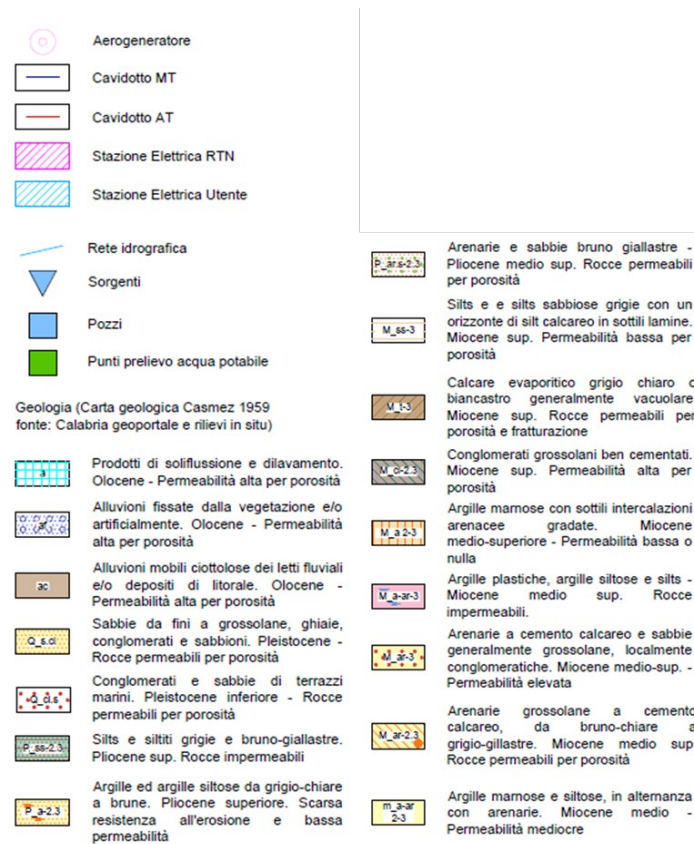 Aerogeneratore
Cavidotto MT
Cavidotto AT
Stazione Elettrica RTN
Stazione Elettrica Utente
Rete idrografica
Sorgenti
Pozzi
Punti prelievo acqua potabile
Geologia (Carta geologica Casmez 1959
fonte: Calabria geoportale e rilievi in situ)
a
Prodotti di soliflussione e dilavamento.
Olocene - Permeabilità alta per porosità
af
Alluvioni fissate dalla vegetazione e/o
artificialmente. Olocene - Permeabilità
alta per porosità
ac
Alluvioni mobili ciottolose dei letti fluviali
e/o depositi di litorale. Olocene -
Permeabilità alta per porosità
Q_s.cl
Sabbie da fini a grossolane, ghiaie,
conglomerati e sabbioni. Pleistocene -
Rocce permeabili per porosità
Q_cl.s
Conglomerati e sabbie di terrazzi
marini. Pleistocene inferiore - Rocce
permeabili per porosità
P_ss-2.3
Silts e siltiti grigie e bruno-giallastre.
Pliocene sup. Rocce impermeabili
P_a-2.3
Argille ed argille siltose da grigio-chiare
a brune. Pliocene superiore. Scarsa
resistenza all'erosione e bassa
permeabilità
P_ar.s-2.3
Arenarie e sabbie bruno giallastre -
Pliocene medio sup. Rocce permeabili
per porosità
M_ss-3
Silts e e silts sabbiose grigie con un
orizzonte di silt calcareo in sottili lamine.
Miocene sup. Permeabilità bassa per
porosità
M_t-3
Calcare evaporitico grigio chiaro o
biancastro generalmente vacuolare
Miocene sup. Rocce permeabili per
porosità e fratturazione
M_cl-2.3
Conglomerati grossolani ben cementati.
Miocene sup. Permeabilità alta per
porosità
M_a 2-3
Argille marnose con sottili intercalazioni
arenacee gradate. Miocene
medio-superiore - Permeabilità bassa o
nulla
M_a-ar-3
Argille plastiche, argille siltose e silts -
Miocene medio sup. Rocce
impermeabili.
M_ar-3
Arenarie a cemento calcareo e sabbie
generalmente grossolane, localmente
conglomeratiche. Miocene medio-sup. -
Permeabilità elevata
M_ar-2.3
Arenarie grossolane a cemento
calcareo, da bruno-chiare a
grigio-gillastre. Miocene medio sup
Rocce permeabili per porosità
m_a-ar
2-3
Argille marnose e siltose, in alternanza
con arenarie. Miocene medio -
Permeabilità mediocre